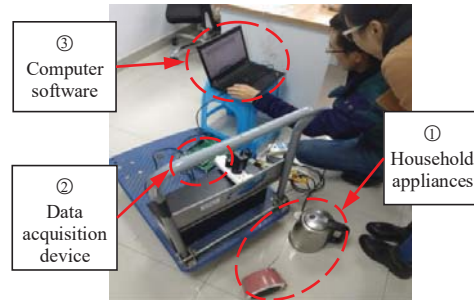 ③
Computer
software
①
Household
appliances
②
Data
acquisition
device